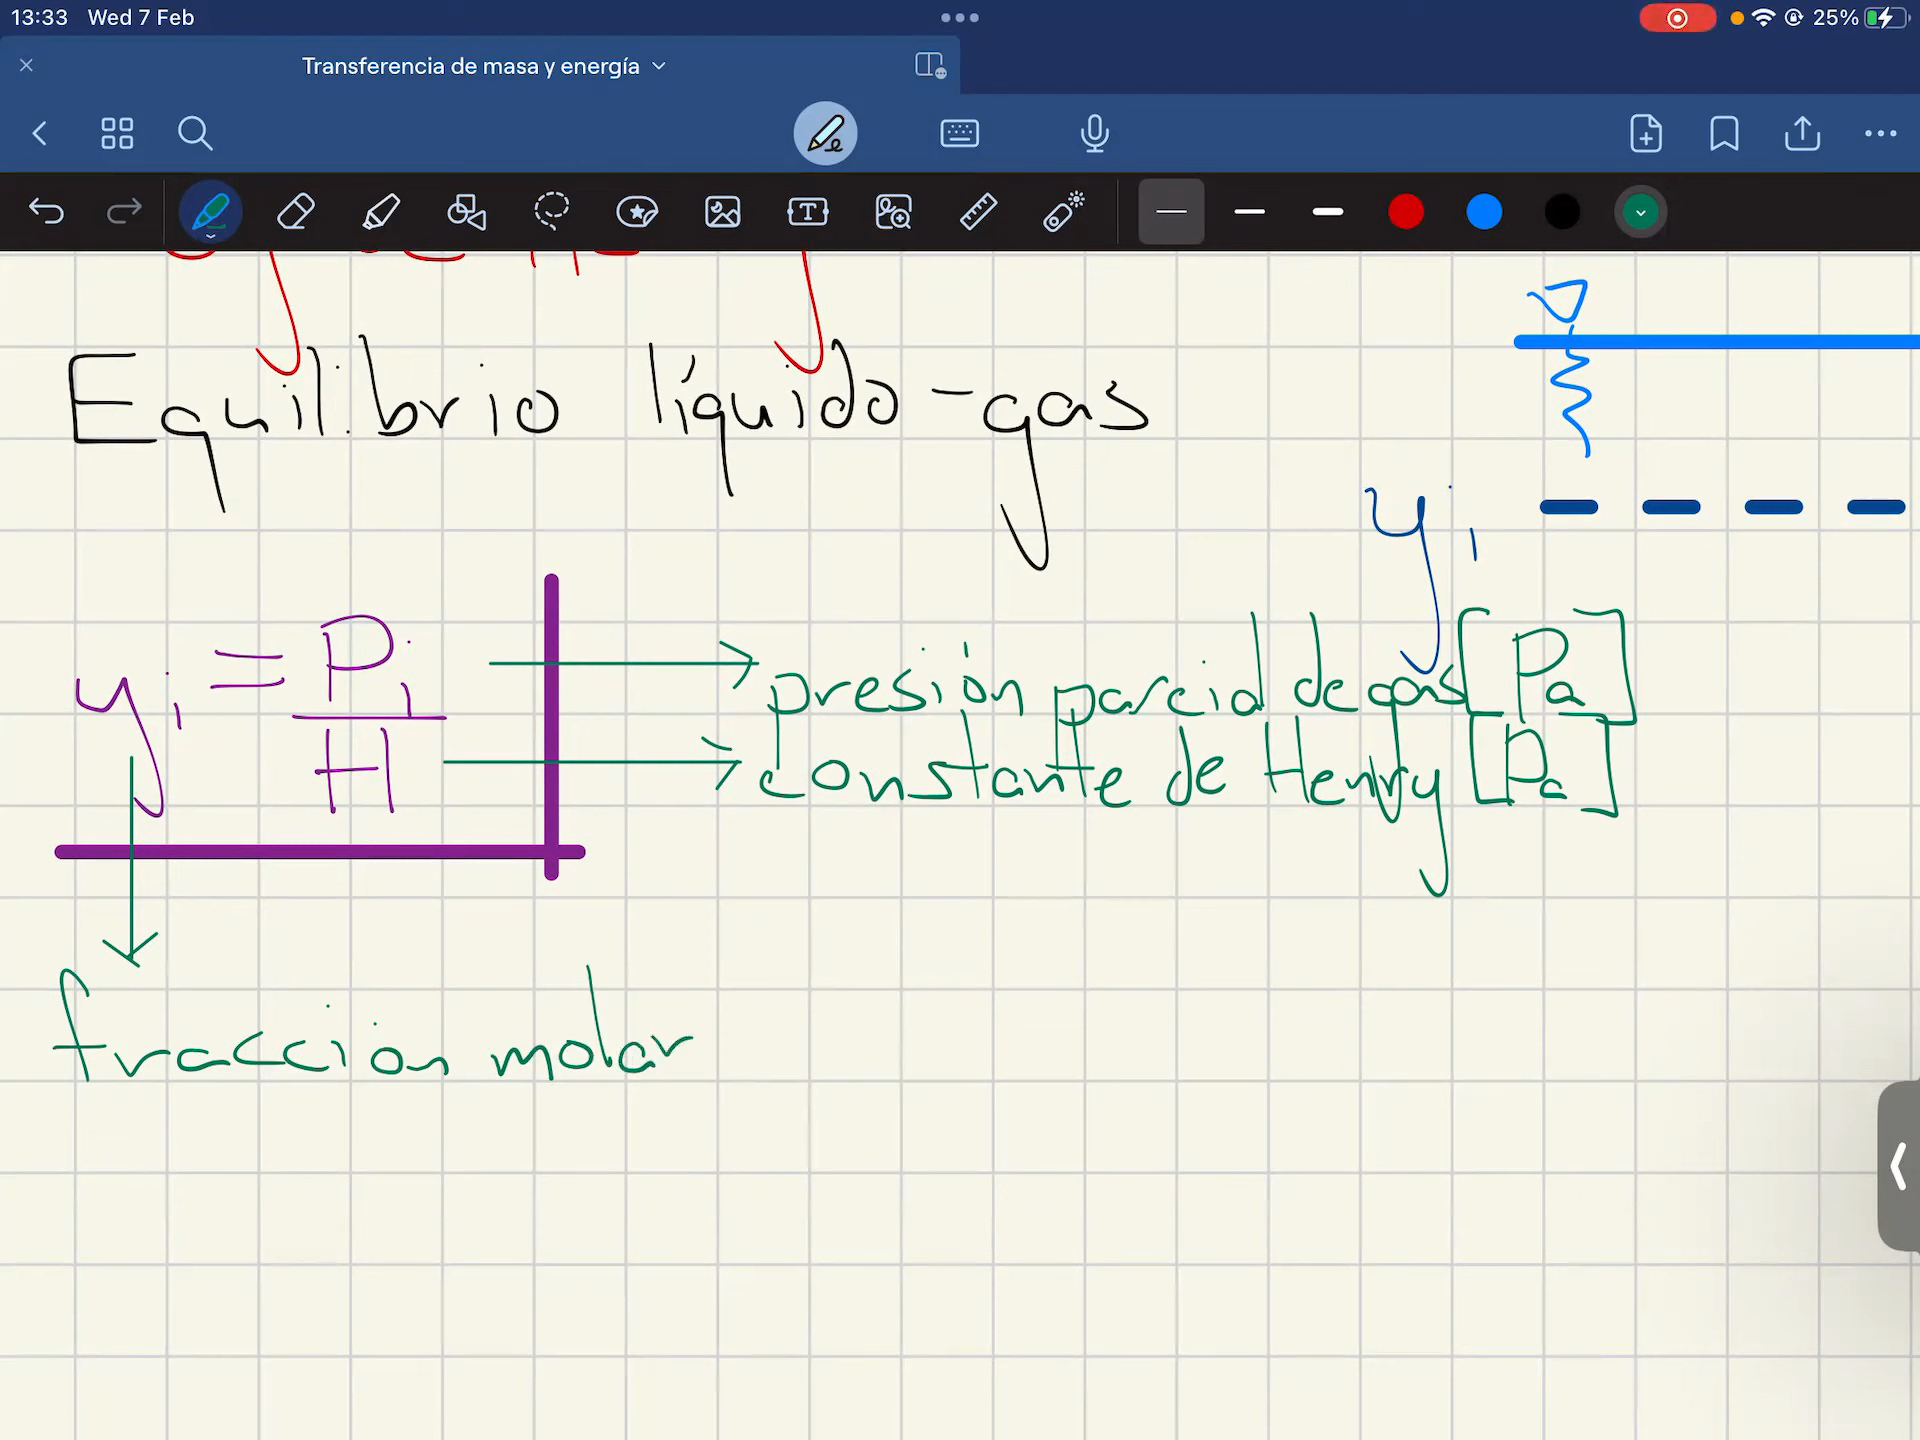 13:33 Wed 7 Feb
25%
Transferencia de masa y energía
Equilibrio líquido-gas
yi
yi = Pi
H
presión parcial de gas [Pa]
constante de Henry [Pa]
fraccion molar